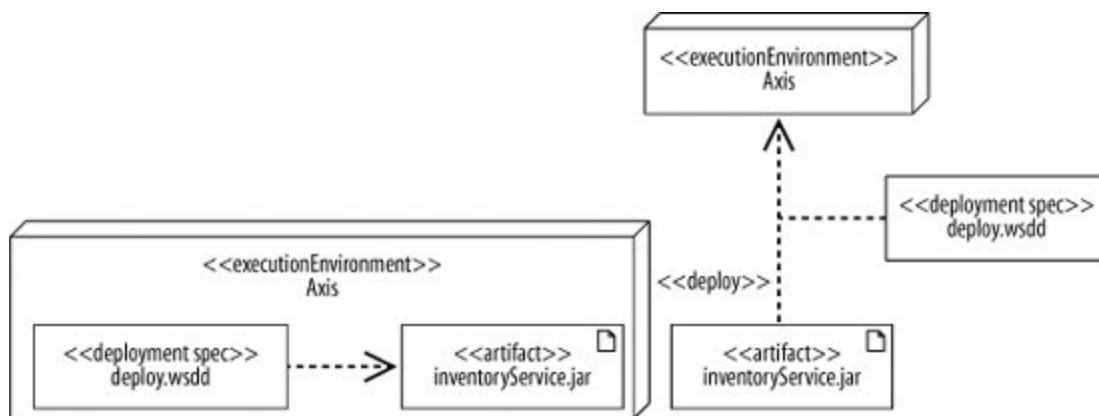 <<executionEnvironment>>
Axis
<<deployment spec>>
deploy.wsdd
<<artifact>>
inventoryService.jar
<<executionEnvironment>>
Axis
<<deployment spec>>
deploy.wsdd
<<deploy>>
<<artifact>>
inventoryService.jar